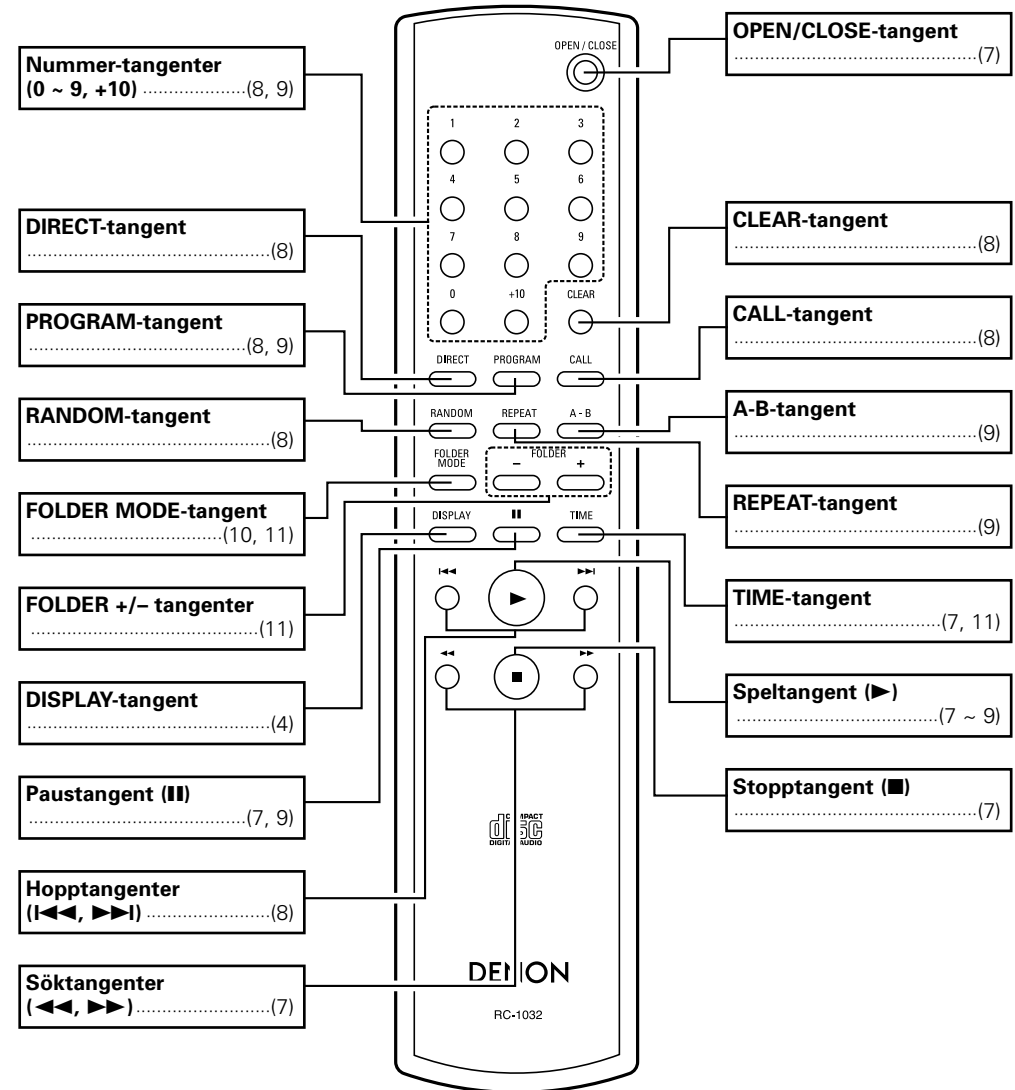 Nummer-tangenter
(0 ~ 9, +10) .....................(8, 9)
DIRECT-tangent
.............................................(8)
PROGRAM-tangent
........................................(8, 9)
RANDOM-tangent
.............................................(8)
FOLDER MODE-tangent
....................................(10, 11)
FOLDER +/– tangenter
..........................................(11)
DISPLAY-tangent
.............................................(4)
Paustangent (❚❚)
........................................(7, 9)
Hopptangenter
(I◀◀, ▶▶I) .......................(8)
Söktangenter
(◀◀, ▶▶) .........................(7)
OPEN / CLOSE
1 2 3
4 5 6
7 8 9
0 +10 CLEAR
DIRECT PROGRAM CALL
RANDOM REPEAT A - B
FOLDER
MODE
FOLDER
– +
DISPLAY ❚❚ TIME
I◀◀ ▶ ▶▶I
◀◀ ■ ▶▶
COMPACT
disc
DIGITAL AUDIO
DENON
RC-1032
OPEN/CLOSE-tangent
..............................................(7)
CLEAR-tangent
..............................................(8)
CALL-tangent
..............................................(8)
A-B-tangent
..............................................(9)
REPEAT-tangent
..............................................(9)
TIME-tangent
......................................(7, 11)
Speltangent (▶)
.....................................(7 ~ 9)
Stopptangent (■)
..............................................(7)